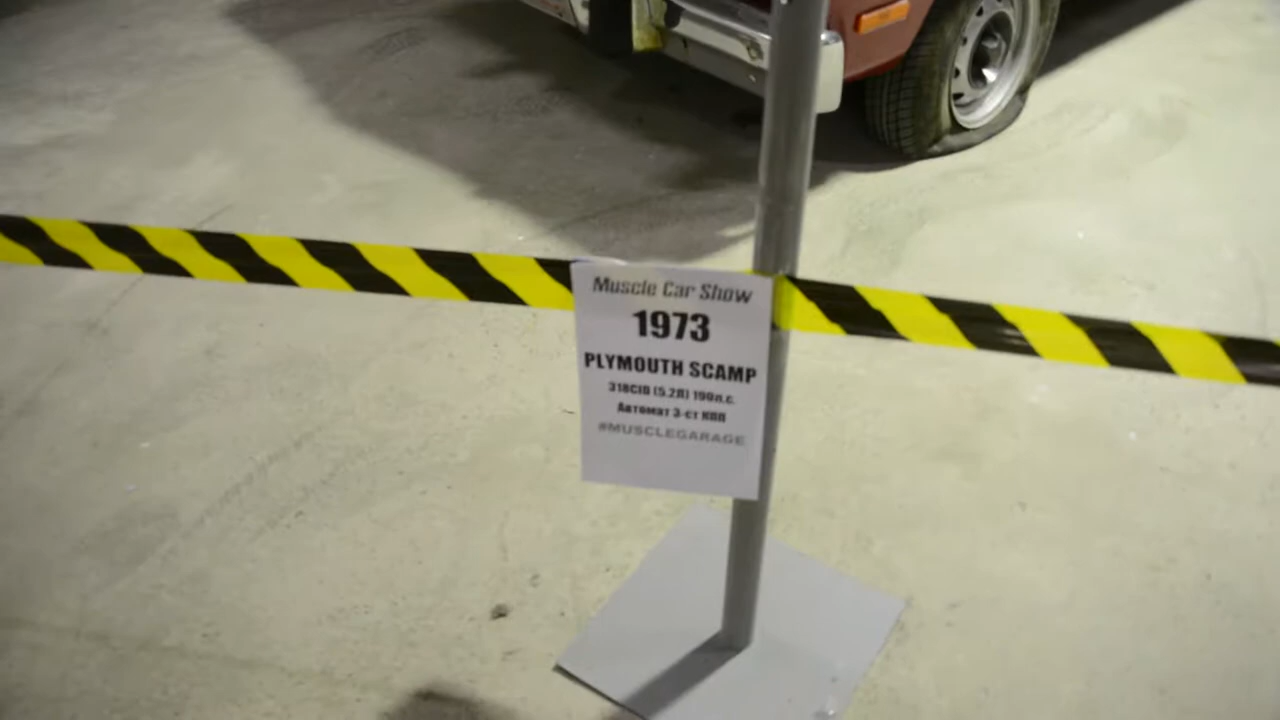 Muscle Car Show
1973
PLYMOUTH SCAMP
318CID (5.2Л) 190л.с.
Автомат 3-ст КПП
#MUSCLEGARAGE